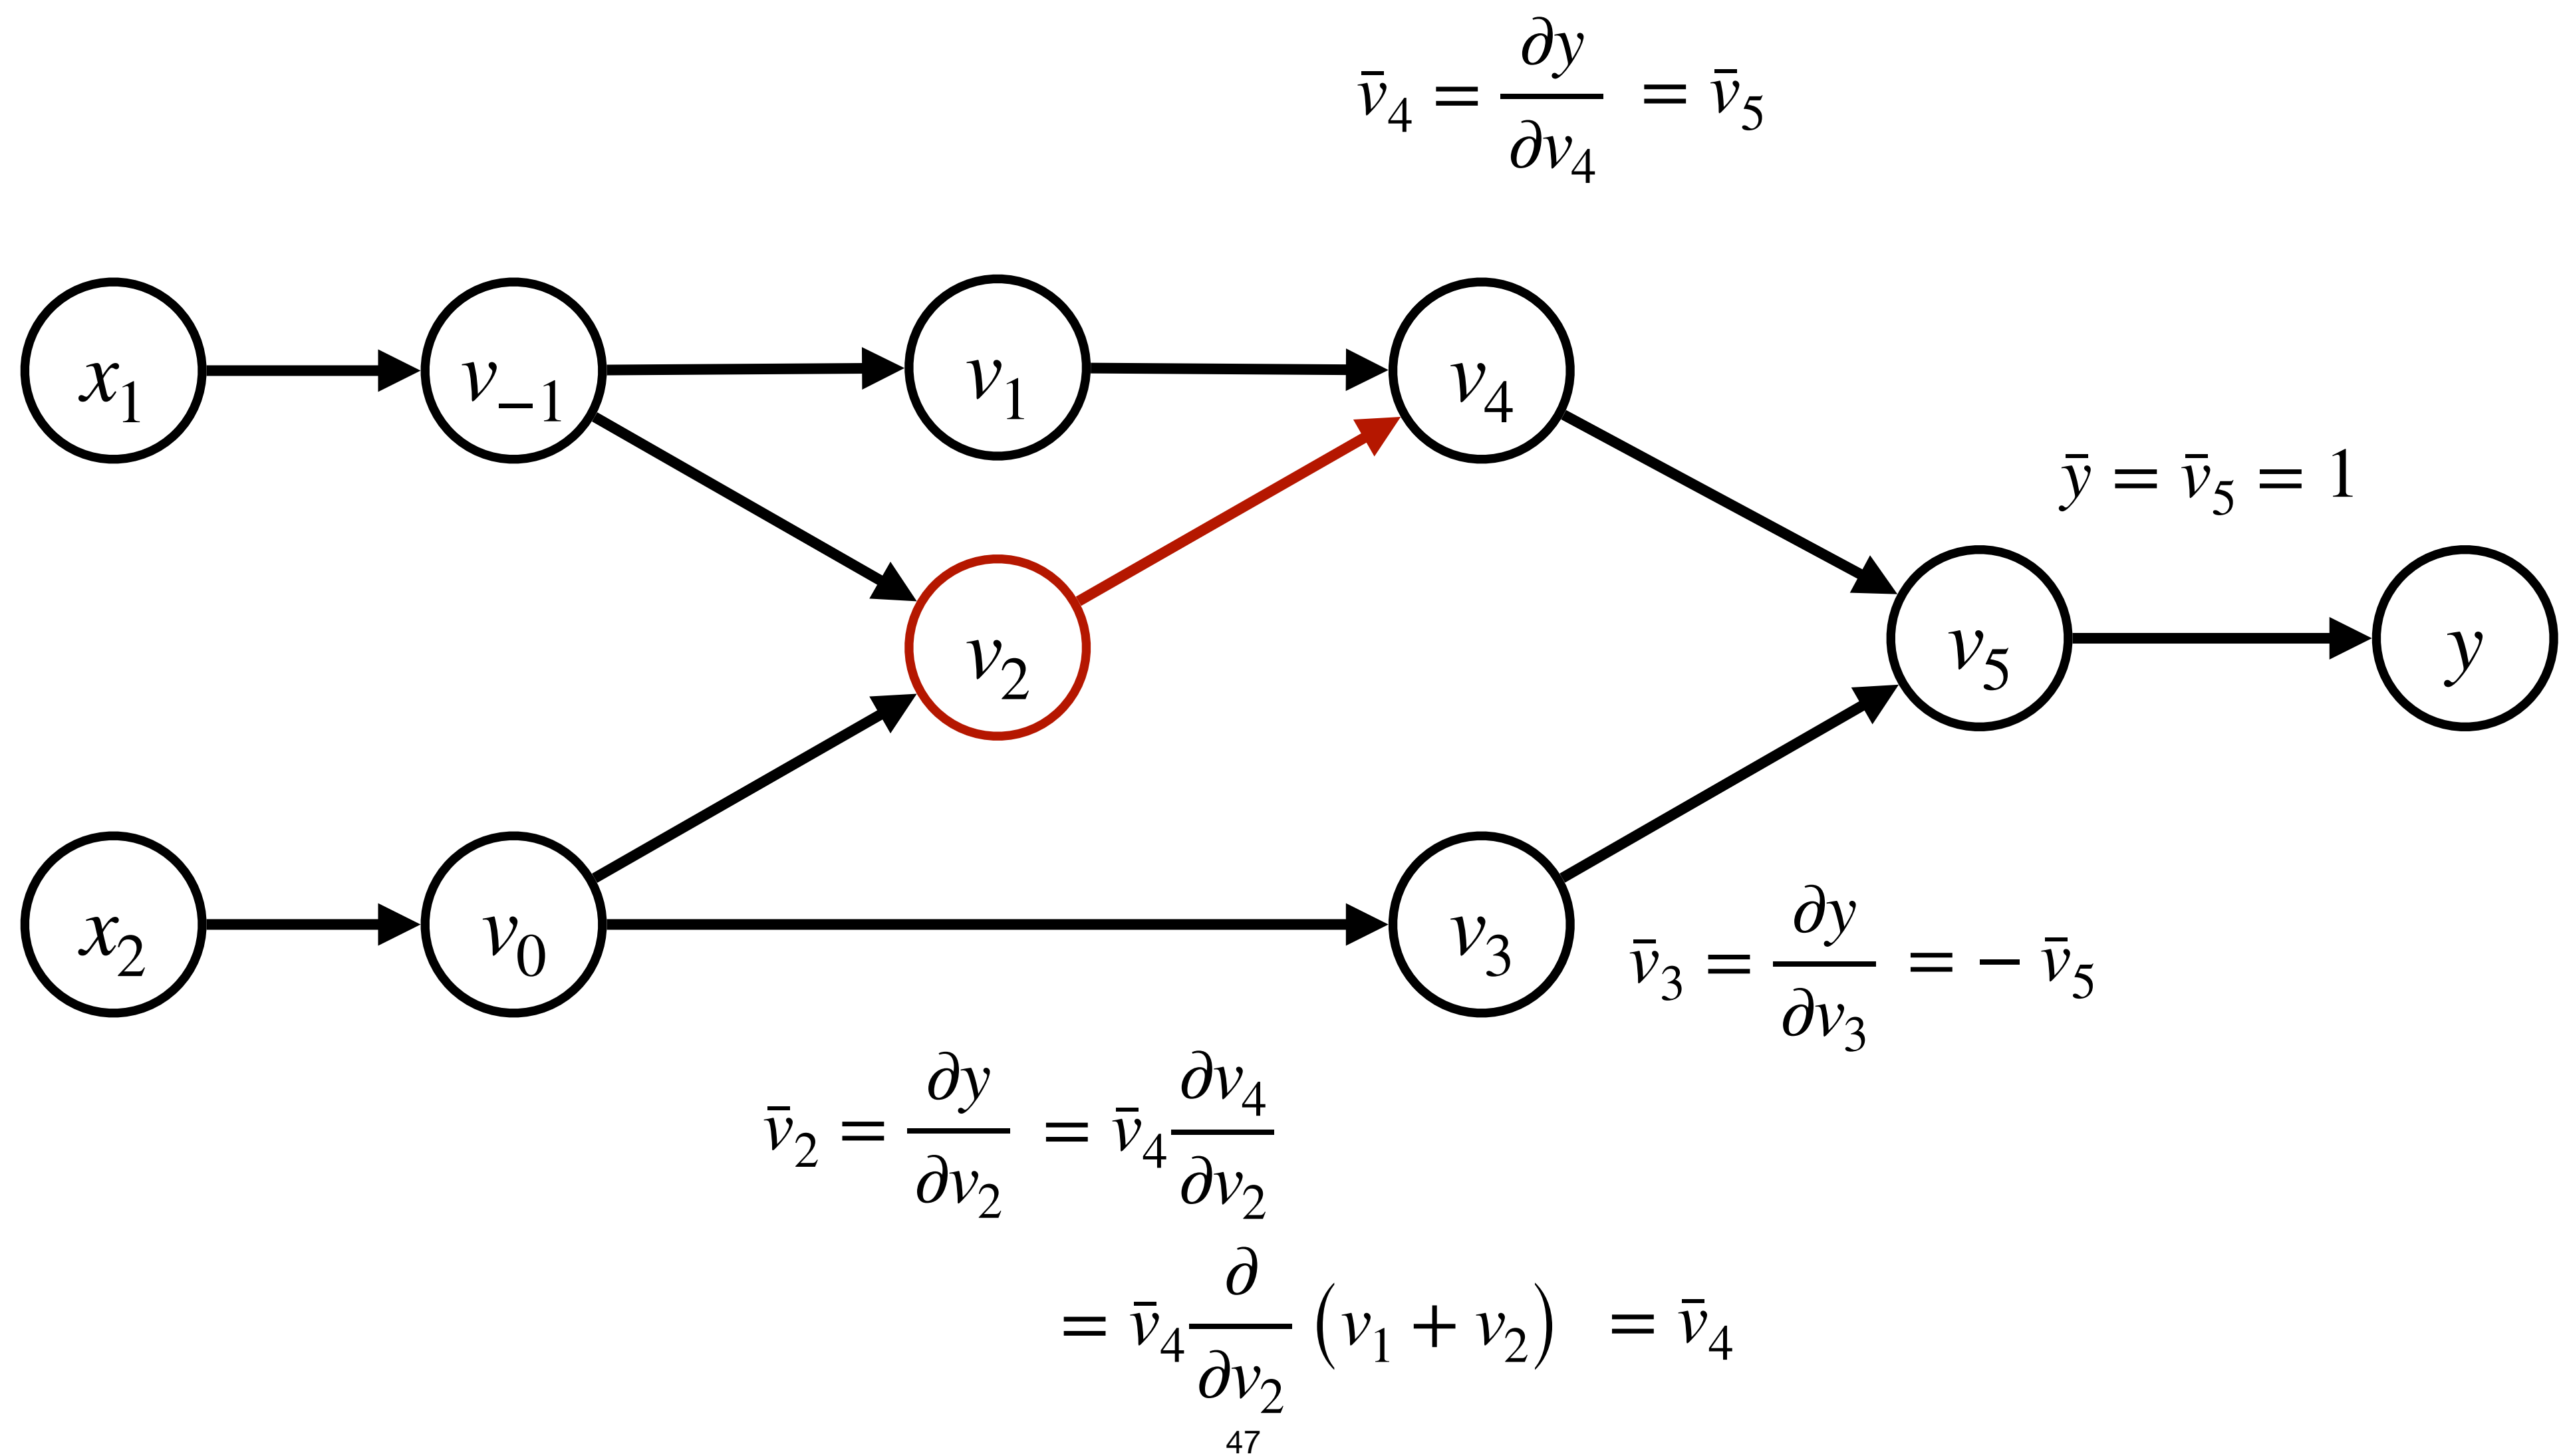 v̄₄ = ∂y/∂v₄ = v̄₅
x₁ v₋₁ v₁ v₄
ȳ = v̄₅ = 1
v₂ v₅ y
x₂ v₀ v₃
v̄₃ = ∂y/∂v₃ = − v̄₅
v̄₂ = ∂y/∂v₂ = v̄₄ ∂v₄/∂v₂
= v̄₄ ∂/∂v₂ (v₁ + v₂) = v̄₄
47